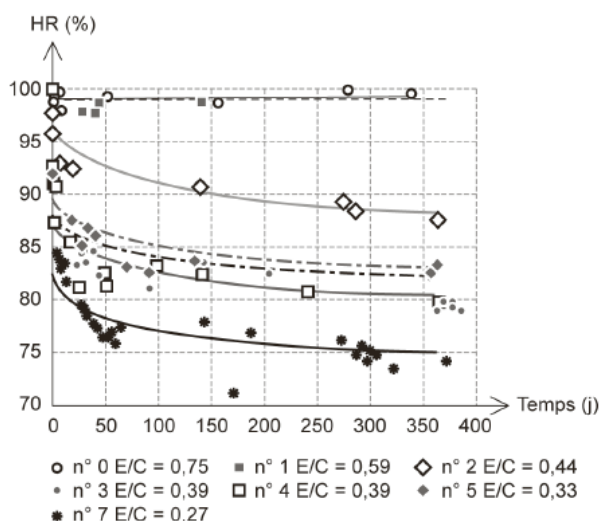 HR (%)
100
95
90
85
80
75
70
0 50 100 150 200 250 300 350 400
Temps (j)
n° 0 E/C = 0,75 n° 1 E/C = 0,59 n° 2 E/C = 0,44
n° 3 E/C = 0,39 n° 4 E/C = 0,39 n° 5 E/C = 0,33
n° 7 E/C = 0,27